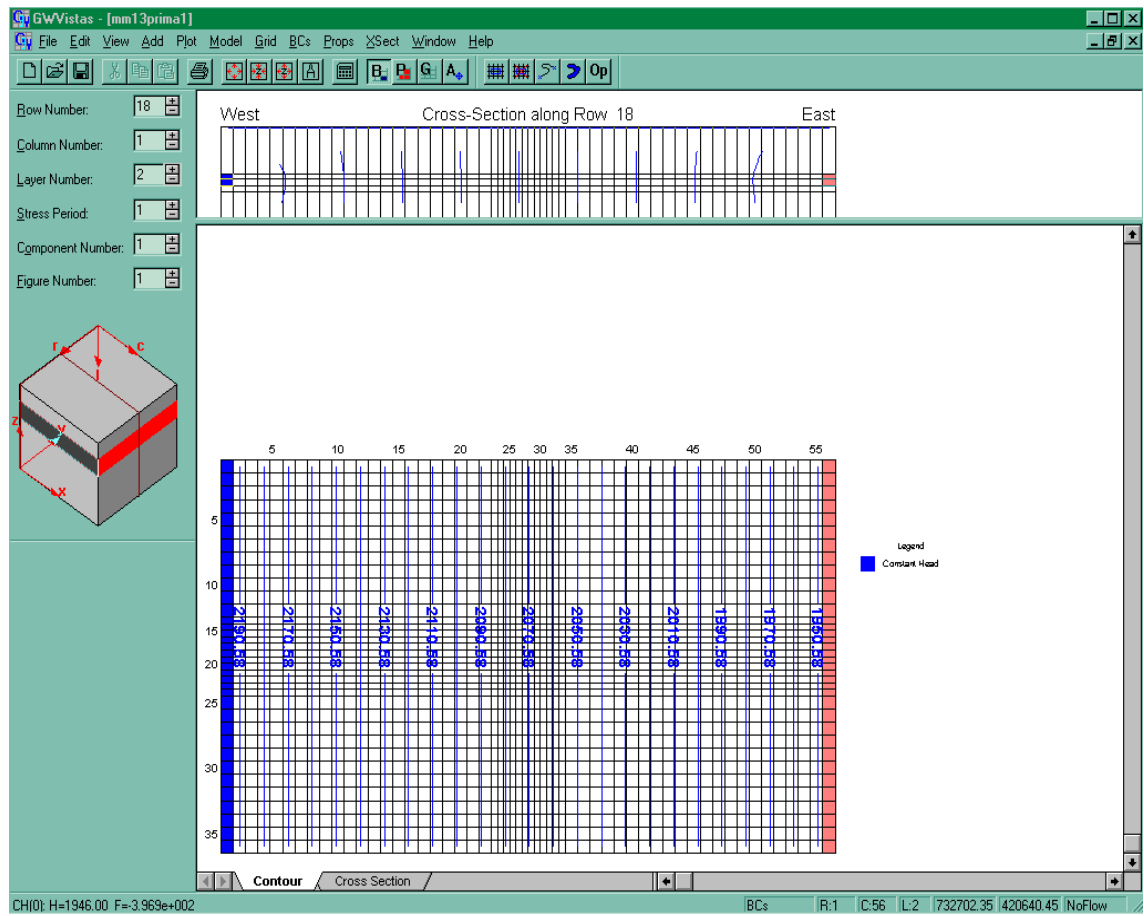 GWVistas - [mm13prima1]
File Edit View Add Plot Model Grid BCs Props XSect Window Help
B P G A Op
Row Number: 18
Column Number: 1
Layer Number: 2
Stress Period: 1
Component Number: 1
Figure Number: 1
r c
j
z y
x
West Cross-Section along Row 18 East
5 10 15 20 25 30 35 40 45 50 55
5
10
15
20
25
30
35
2190.58 2170.58 2150.58 2130.58 2110.58 2090.58 2070.58 2050.58 2030.58 2010.58 1990.58 1970.58 1950.58
Legend
Constant Head
Contour Cross Section
CH(0): H=1946.00 F=-3.969e+002 BCs R:1 C:56 L:2 732702.35 420640.45 NoFlow